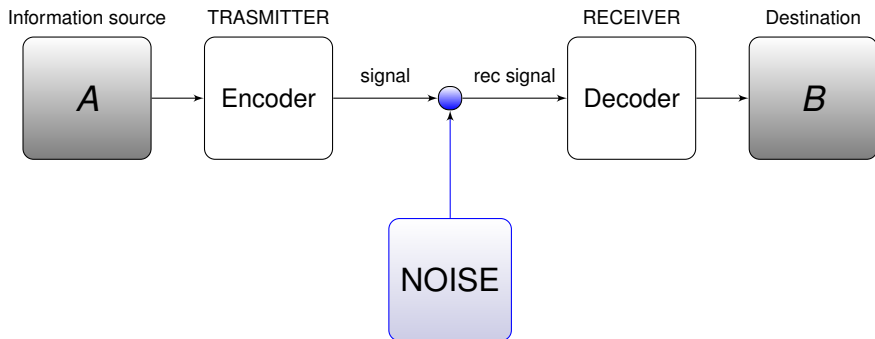 Information source
TRASMITTER
RECEIVER
Destination
A
Encoder
signal
rec signal
Decoder
B
NOISE